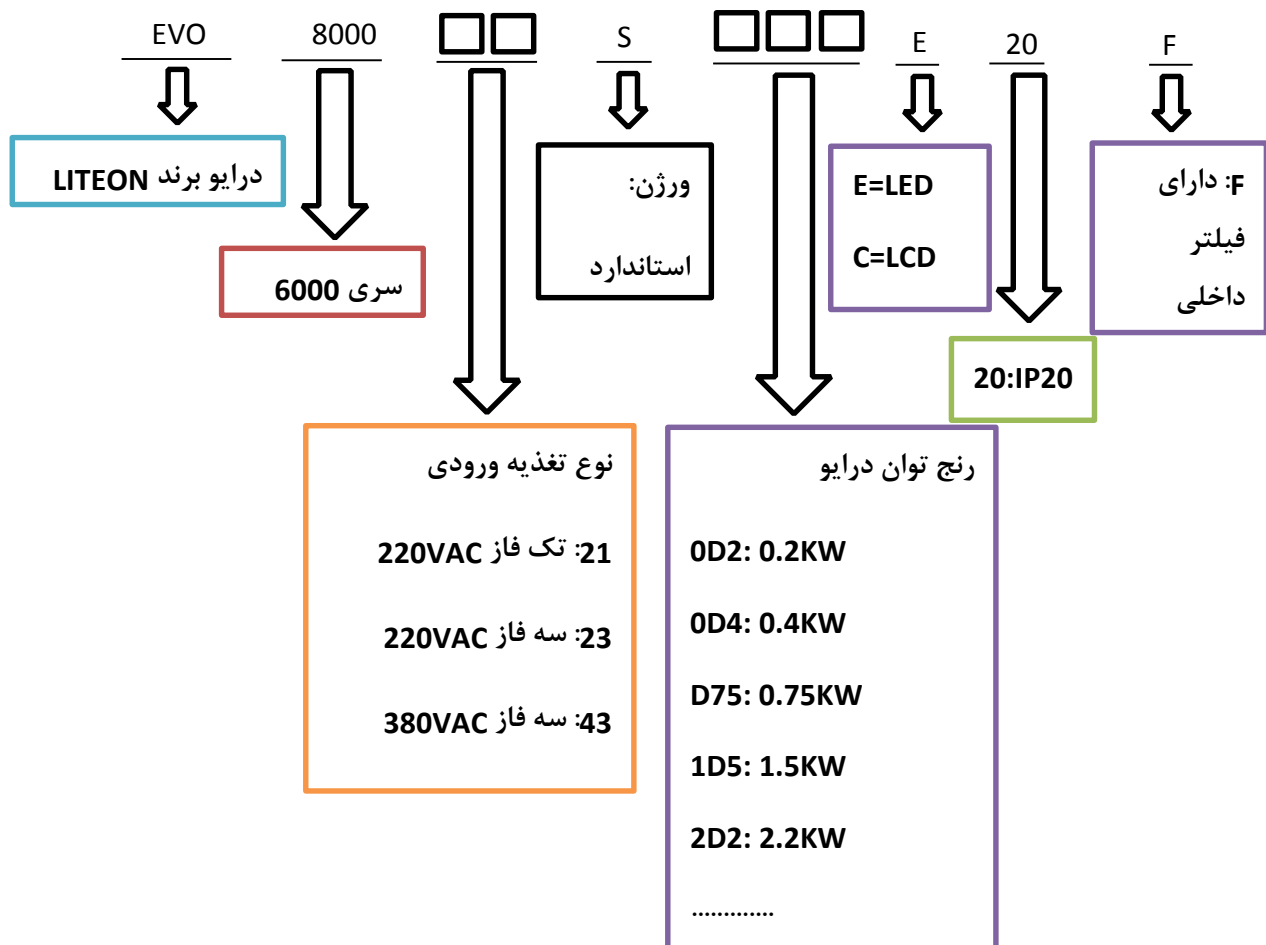 EVO 8000 S E 20 F
درایو برند LITEON
سری 6000
ورژن:
استاندارد
E=LED
C=LCD
F: دارای
فیلتر
داخلی
20:IP20
نوع تغذیه ورودی
21: تک فاز 220VAC
23: سه فاز 220VAC
43: سه فاز 380VAC
رنج توان درایو
0D2: 0.2KW
0D4: 0.4KW
D75: 0.75KW
1D5: 1.5KW
2D2: 2.2KW
.............